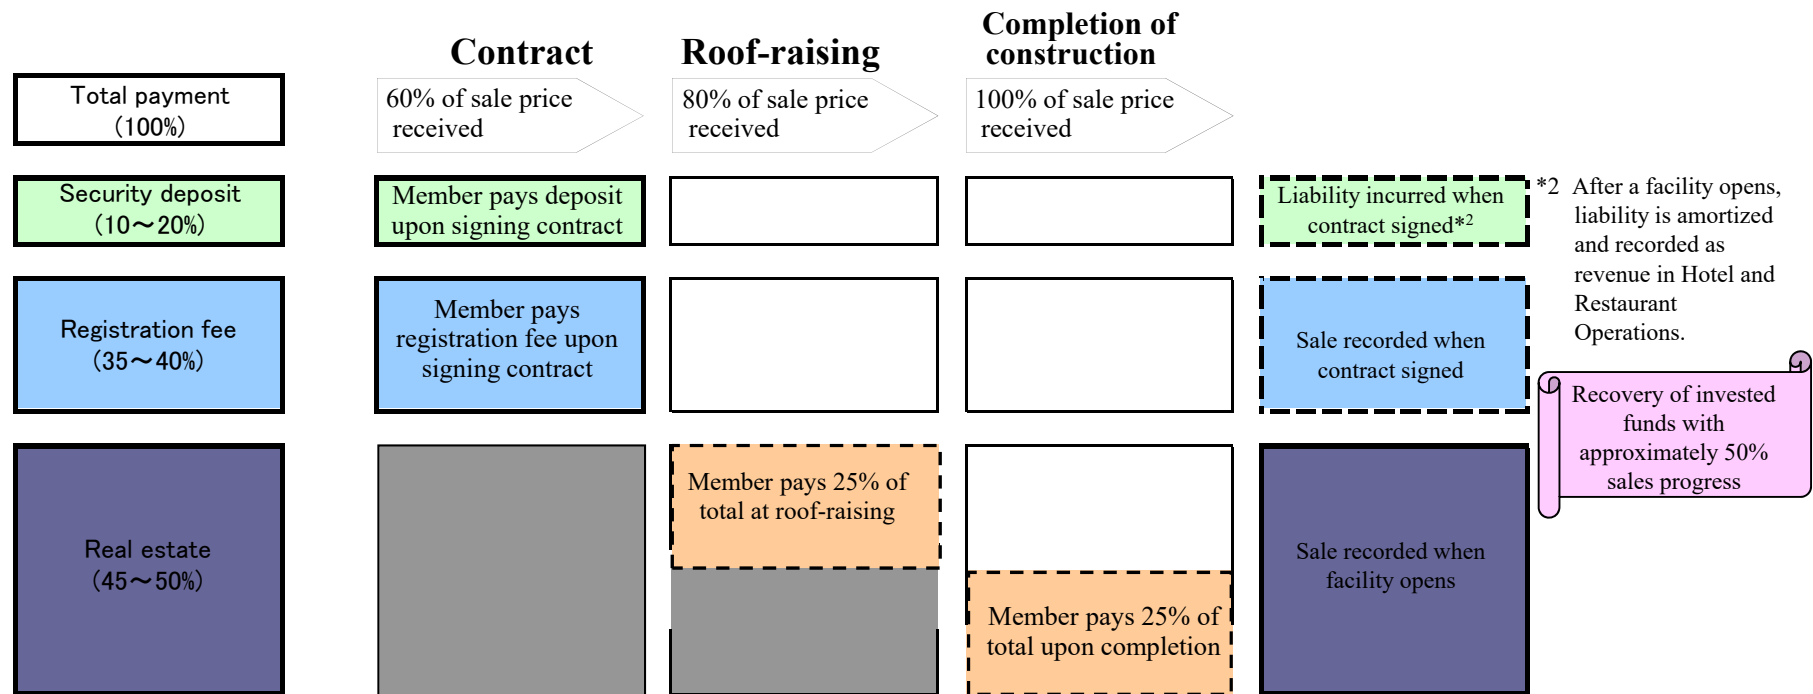 Contract
Roof-raising
Completion of
construction
Total payment
(100%)
60% of sale price
received
80% of sale price
received
100% of sale price
received
Security deposit
(10～20%)
Member pays deposit
upon signing contract
Liability incurred when
contract signed*2
*2 After a facility opens,
liability is amortized
and recorded as
revenue in Hotel and
Restaurant
Operations.
Registration fee
(35～40%)
Member pays
registration fee upon
signing contract
Sale recorded when
contract signed
Recovery of invested
funds with
approximately 50%
sales progress
Real estate
(45～50%)
Member pays 25% of
total at roof-raising
Member pays 25% of
total upon completion
Sale recorded when
facility opens